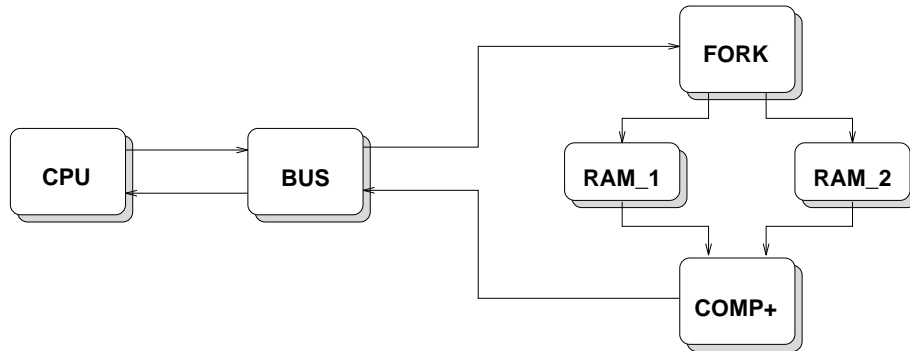 FORK
CPU
BUS
RAM_1
RAM_2
COMP+